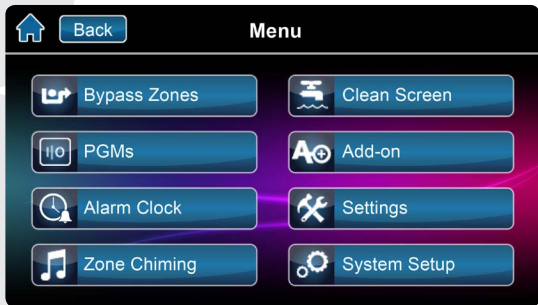 Back
Menu
Bypass Zones
Clean Screen
I|O
PGMs
A
Add-on
Alarm Clock
Settings
Zone Chiming
System Setup